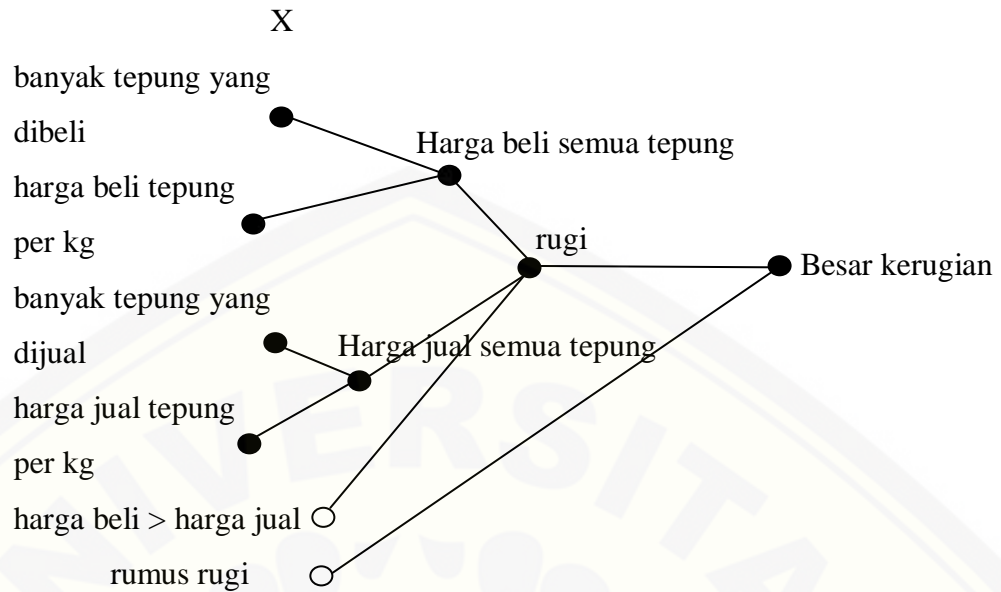 X
banyak tepung yang
dibeli
Harga beli semua tepung
harga beli tepung
per kg
rugi
Besar kerugian
banyak tepung yang
dijual
Harga jual semua tepung
harga jual tepung
per kg
harga beli > harga jual
rumus rugi